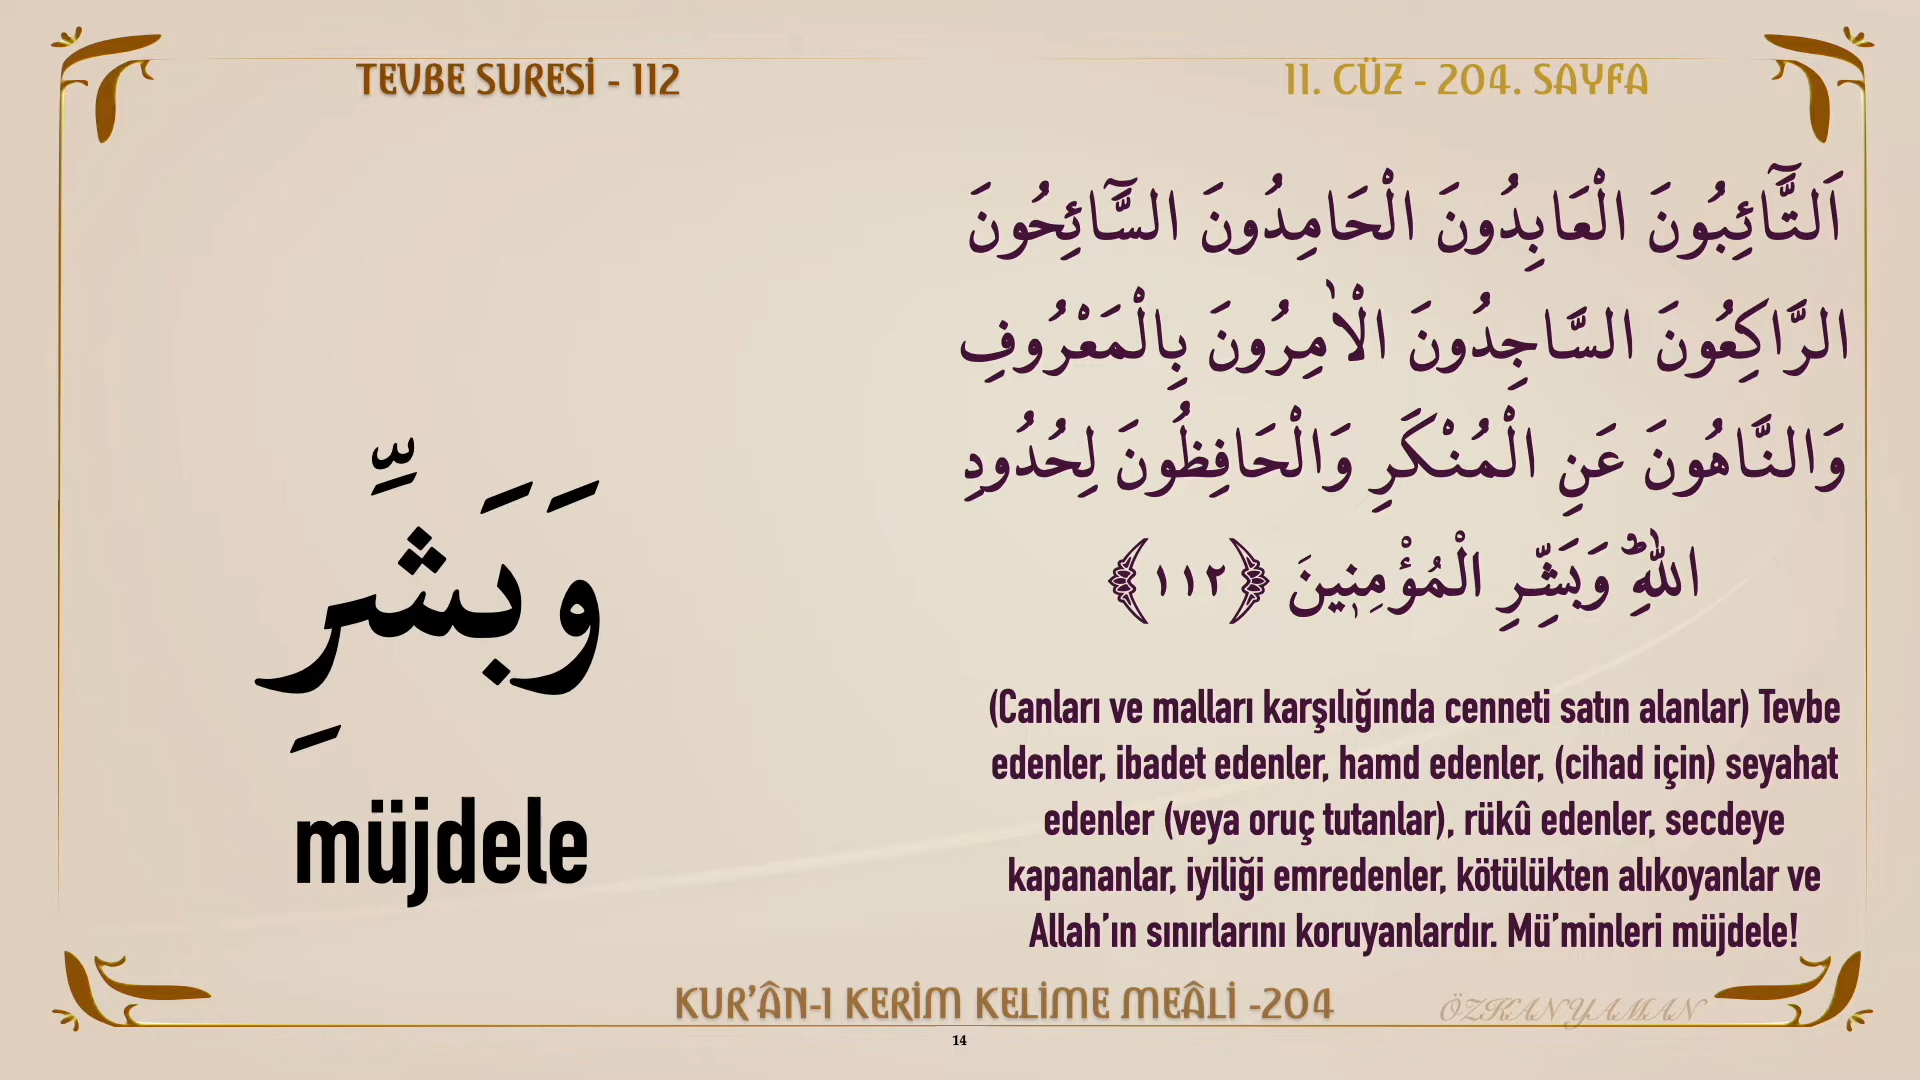 TEVBE SURESİ - 112
11. CÜZ - 204. SAYFA
اَلتَّٓائِبُونَ الْعَابِدُونَ الْحَامِدُونَ السَّٓائِحُونَ
الرَّاكِعُونَ السَّاجِدُونَ الْاٰمِرُونَ بِالْمَعْرُوفِ
وَالنَّاهُونَ عَنِ الْمُنْكَرِ وَالْحَافِظُونَ لِحُدُودِ
اللّٰهِۜ وَبَشِّرِ الْمُؤْمِن۪ينَ ﴿١١٢﴾
وَبَشِّرِ
müjdele
(Canları ve malları karşılığında cenneti satın alanlar) Tevbe
edenler, ibadet edenler, hamd edenler, (cihad için) seyahat
edenler (veya oruç tutanlar), rükû edenler, secdeye
kapananlar, iyiliği emredenler, kötülükten alıkoyanlar ve
Allah’ın sınırlarını koruyanlardır. Mü’minleri müjdele!
KUR’ÂN-I KERİM KELİME MEÂLİ -204
ÖZKAN YAMAN
14